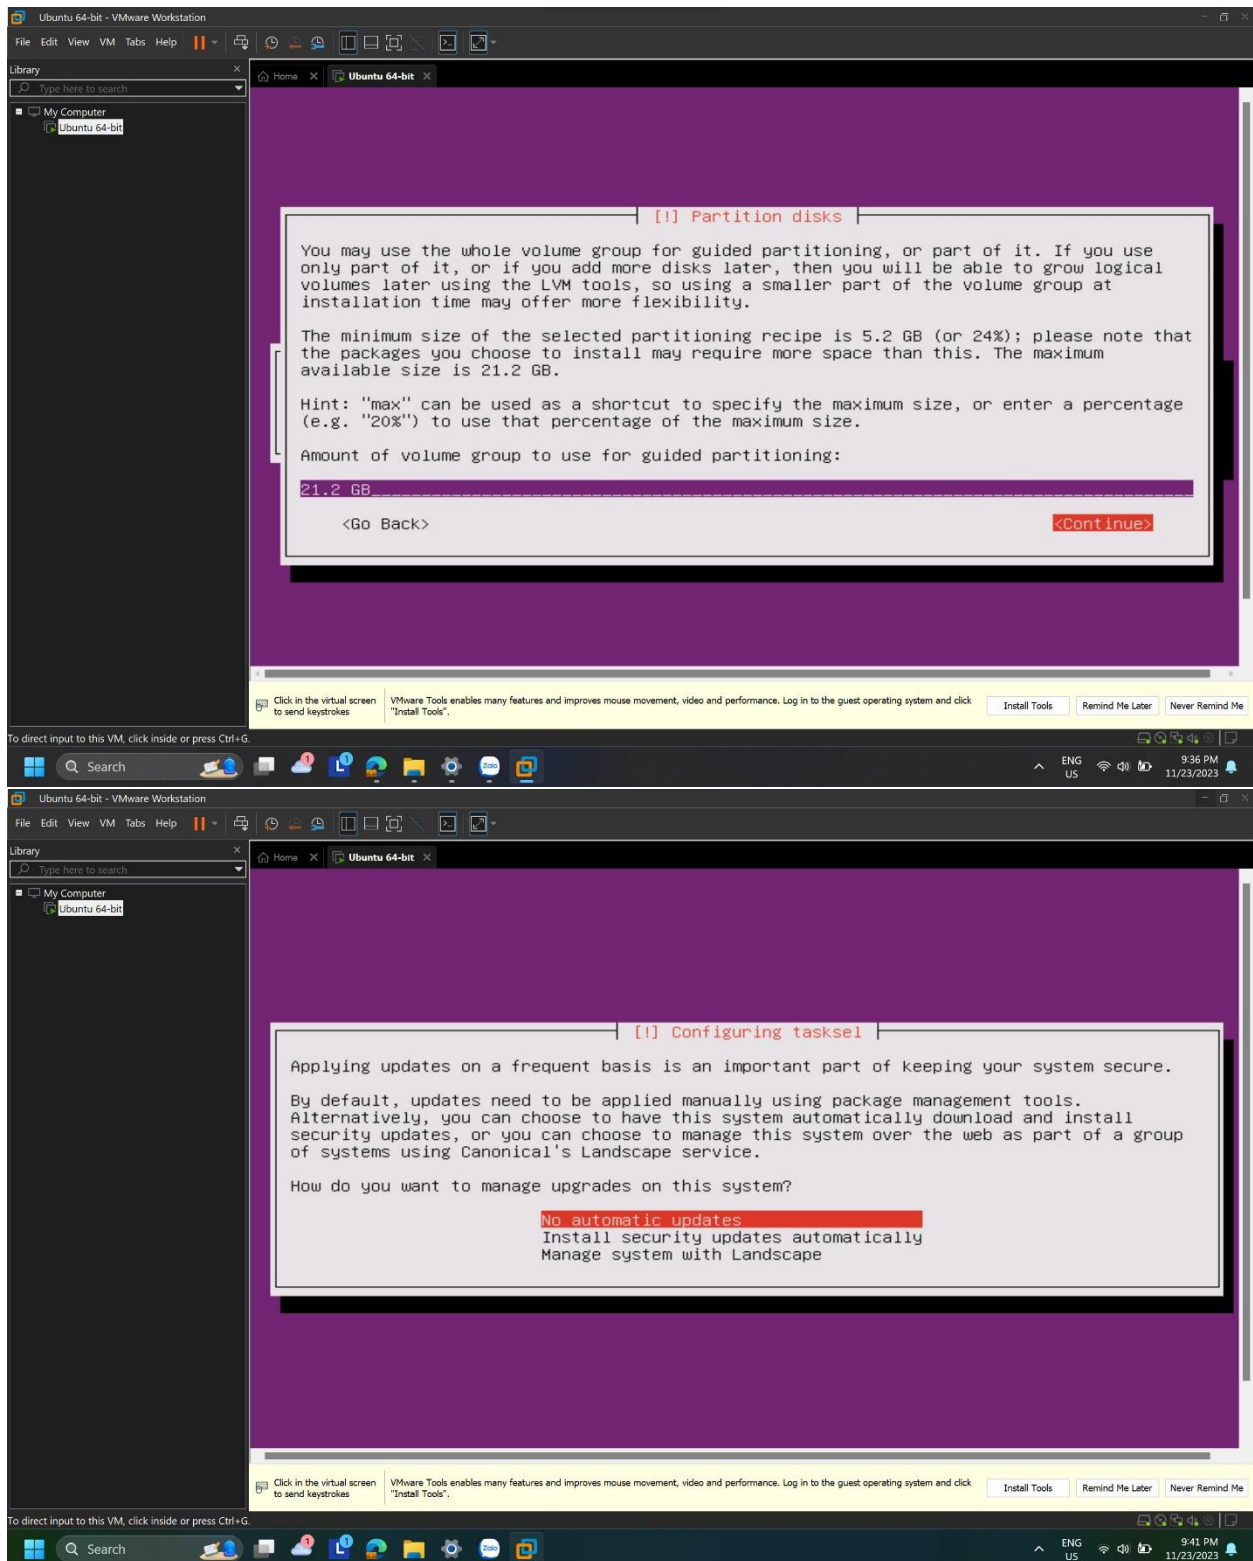 Ubuntu 64-bit - VMware Workstation
File Edit View VM Tabs Help
Library
Type here to search
My Computer
Ubuntu 64-bit
Home
Ubuntu 64-bit
[!] Partition disks
You may use the whole volume group for guided partitioning, or part of it. If you use
only part of it, or if you add more disks later, then you will be able to grow logical
volumes later using the LVM tools, so using a smaller part of the volume group at
installation time may offer more flexibility.
The minimum size of the selected partitioning recipe is 5.2 GB (or 24%); please note that
the packages you choose to install may require more space than this. The maximum
available size is 21.2 GB.
Hint: "max" can be used as a shortcut to specify the maximum size, or enter a percentage
(e.g. "20%") to use that percentage of the maximum size.
Amount of volume group to use for guided partitioning:
21.2 GB
<Go Back> <Continue>
Click in the virtual screen
to send keystrokes
VMware Tools enables many features and improves mouse movement, video and performance. Log in to the guest operating system and click
"Install Tools".
Install Tools
Remind Me Later
Never Remind Me
To direct input to this VM, click inside or press Ctrl+G.
Search
L
1
Zalo
ENG
US
9:36 PM
11/23/2023
Ubuntu 64-bit - VMware Workstation
File Edit View VM Tabs Help
Library
Type here to search
My Computer
Ubuntu 64-bit
Home
Ubuntu 64-bit
[!] Configuring tasksel
Applying updates on a frequent basis is an important part of keeping your system secure.
By default, updates need to be applied manually using package management tools.
Alternatively, you can choose to have this system automatically download and install
security updates, or you can choose to manage this system over the web as part of a group
of systems using Canonical's Landscape service.
How do you want to manage upgrades on this system?
No automatic updates
Install security updates automatically
Manage system with Landscape
Click in the virtual screen
to send keystrokes
VMware Tools enables many features and improves mouse movement, video and performance. Log in to the guest operating system and click
"Install Tools".
Install Tools
Remind Me Later
Never Remind Me
To direct input to this VM, click inside or press Ctrl+G.
Search
L
1
Zalo
ENG
US
9:41 PM
11/23/2023